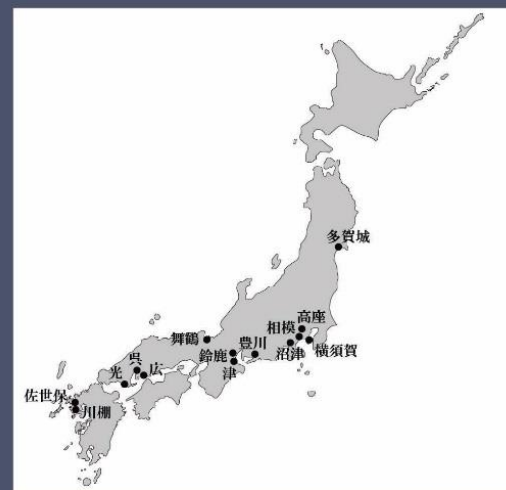 多賀城
高座
相模
横須賀
沼津
舞鶴
豊川
鈴鹿
津
呉
広
光
佐世保
川棚